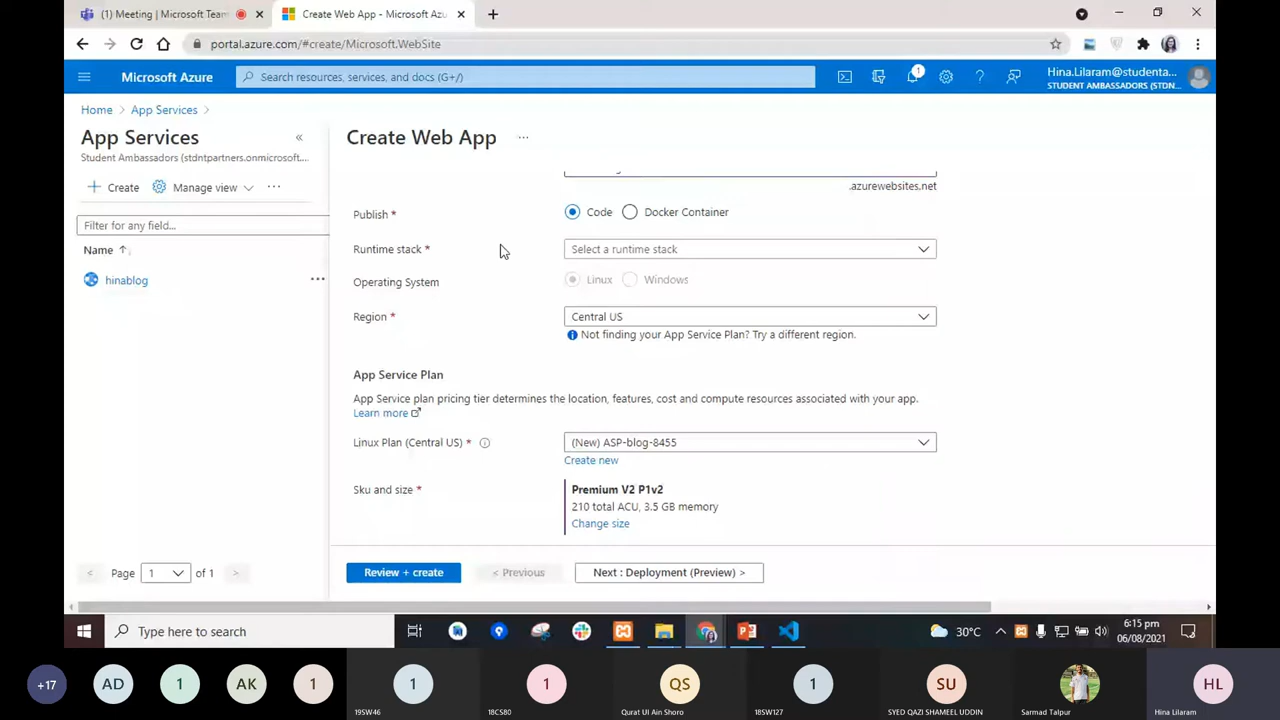 (1) Meeting | Microsoft Team
Create Web App - Microsoft Azu
portal.azure.com/#create/Microsoft.WebSite
Microsoft Azure
Search resources, services, and docs (G+/)
1
Hina.Lilaram@studenta...
STUDENT AMBASSADORS (STDN...
Home > App Services >
App Services
«
Student Ambassadors (stdntpartners.onmicrosoft....
Create
Manage view
...
Filter for any field...
Name ↑↓
hinablog
...
Create Web App
...
.azurewebsites.net
Publish *
Code
Docker Container
Runtime stack *
Select a runtime stack
Operating System
Linux
Windows
Region *
Central US
Not finding your App Service Plan? Try a different region.
App Service Plan
App Service plan pricing tier determines the location, features, cost and compute resources associated with your app.
Learn more
Linux Plan (Central US) *
(New) ASP-blog-8455
Create new
Sku and size *
Premium V2 P1v2
210 total ACU, 3.5 GB memory
Change size
< Page 1 of 1 >
Review + create
< Previous
Next : Deployment (Preview) >
Type here to search
30°C
6:15 pm
06/08/2021
+17
AD
1
AK
1
1
19SW46
1
18CS80
QS
Qurat Ul Ain Shoro
1
18SW127
SU
SYED QAZI SHAMEEL UDDIN
Sarmad Talpur
HL
Hina Lilaram